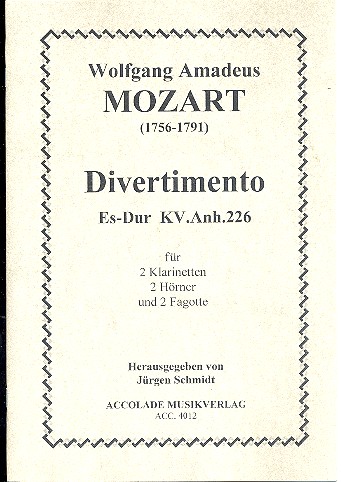 Wolfgang Amadeus
MOZART
(1756-1791)
Divertimento
Es-Dur KV.Anh.226
für
2 Klarinetten
2 Hörner
und 2 Fagotte
Herausgegeben von
Jürgen Schmidt
ACCOLADE MUSIKVERLAG
ACC. 4012